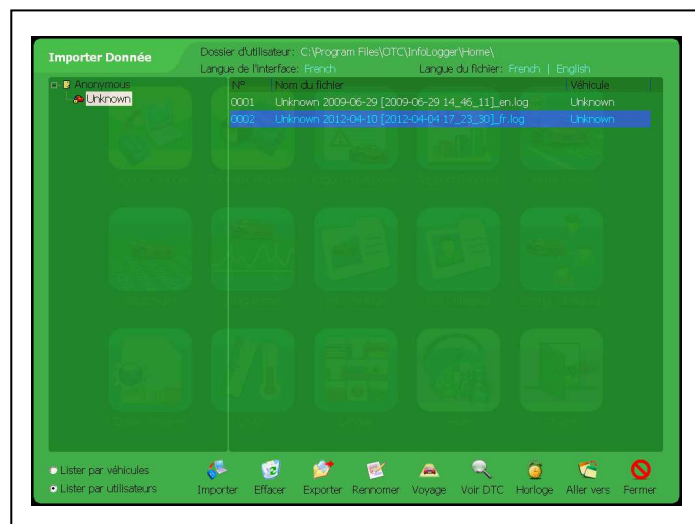 Importer Donnée
Dossier d'utilisateur: C:\Program Files\OTC\InfoLogger\Home\
Langue de l'interface: French Langue du fichier: French | English
Anonymous
Unknown
N° Nom du fichier Véhicule
0001 Unknown 2009-06-29 [2009-06-29 14_46_11]_en.log Unknown
0002 Unknown 2012-04-10 [2012-04-04 17_23_30]_fr.log Unknown
Lister par véhicules
Lister par utilisateurs
Importer Effacer Exporter Rennomer Voyage Voir DTC Horloge Aller vers Fermer